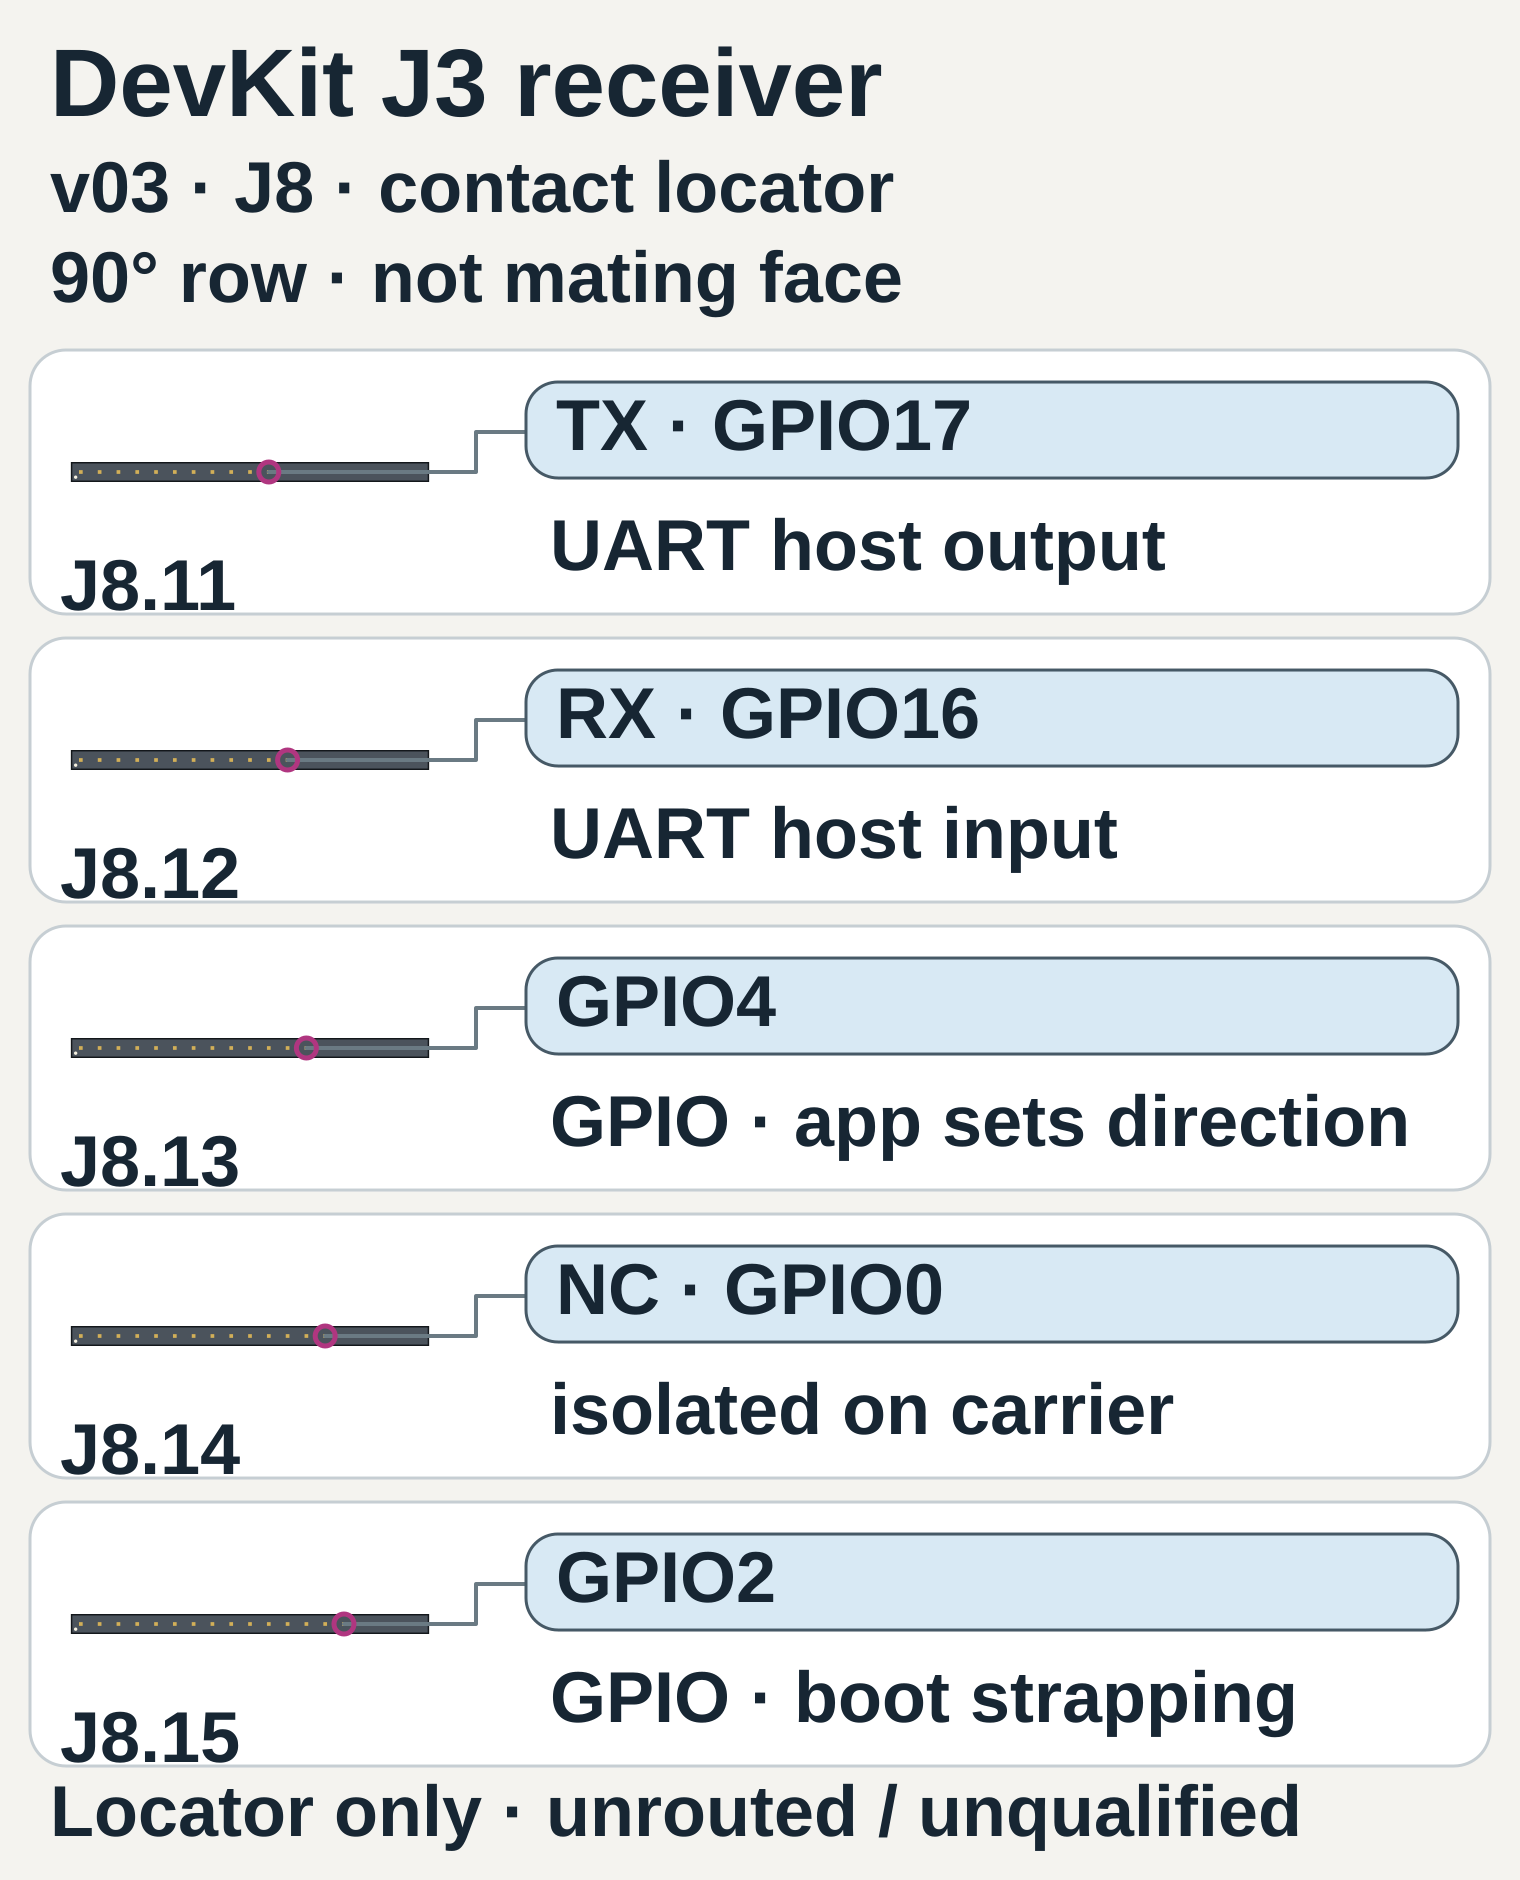 DevKit J3 receiver
v03 · J8 · contact locator
90° row · not mating face
TX · GPIO17
UART host output
J8.11
RX · GPIO16
UART host input
J8.12
GPIO4
GPIO · app sets direction
J8.13
NC · GPIO0
isolated on carrier
J8.14
GPIO2
GPIO · boot strapping
J8.15
Locator only · unrouted / unqualified